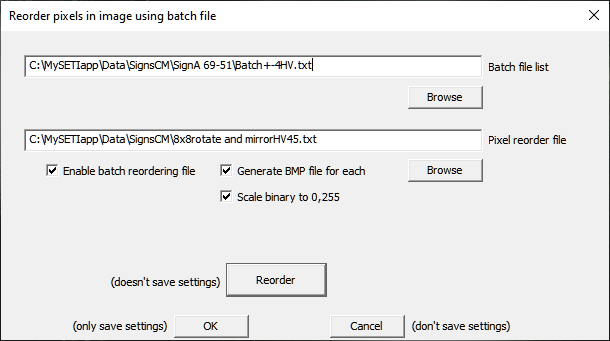 Reorder pixels in image using batch file
C:\MySETIapp\Data\SignsCM\SignA 69-51\Batch+-4HV.txt
Batch file list
Browse
C:\MySETIapp\Data\SignsCM\8x8rotate and mirrorHV45.txt
Pixel reorder file
Enable batch reordering file
Generate BMP file for each
Browse
Scale binary to 0,255
(doesn't save settings)
Reorder
(only save settings)
OK
Cancel
(don't save settings)